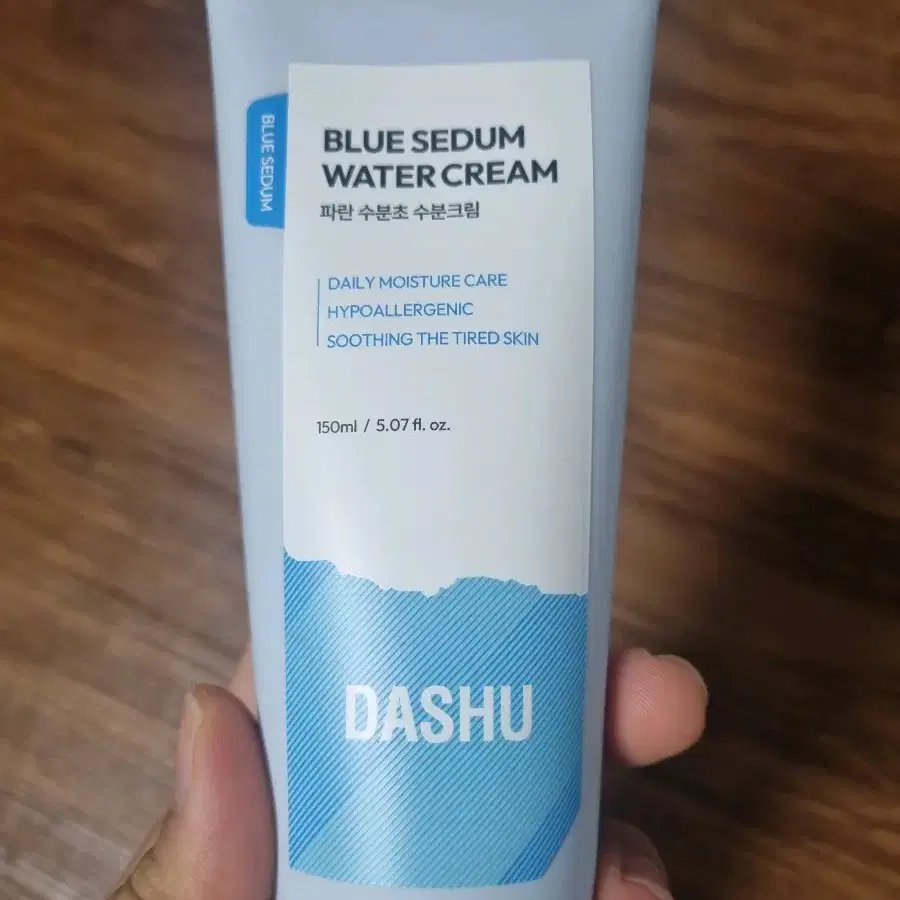 BLUE SEDUM
BLUE SEDUM
WATER CREAM
파란 수분초 수분크림
DAILY MOISTURE CARE
HYPOALLERGENIC
SOOTHING THE TIRED SKIN
150ml / 5.07 fl. oz.
DASHU